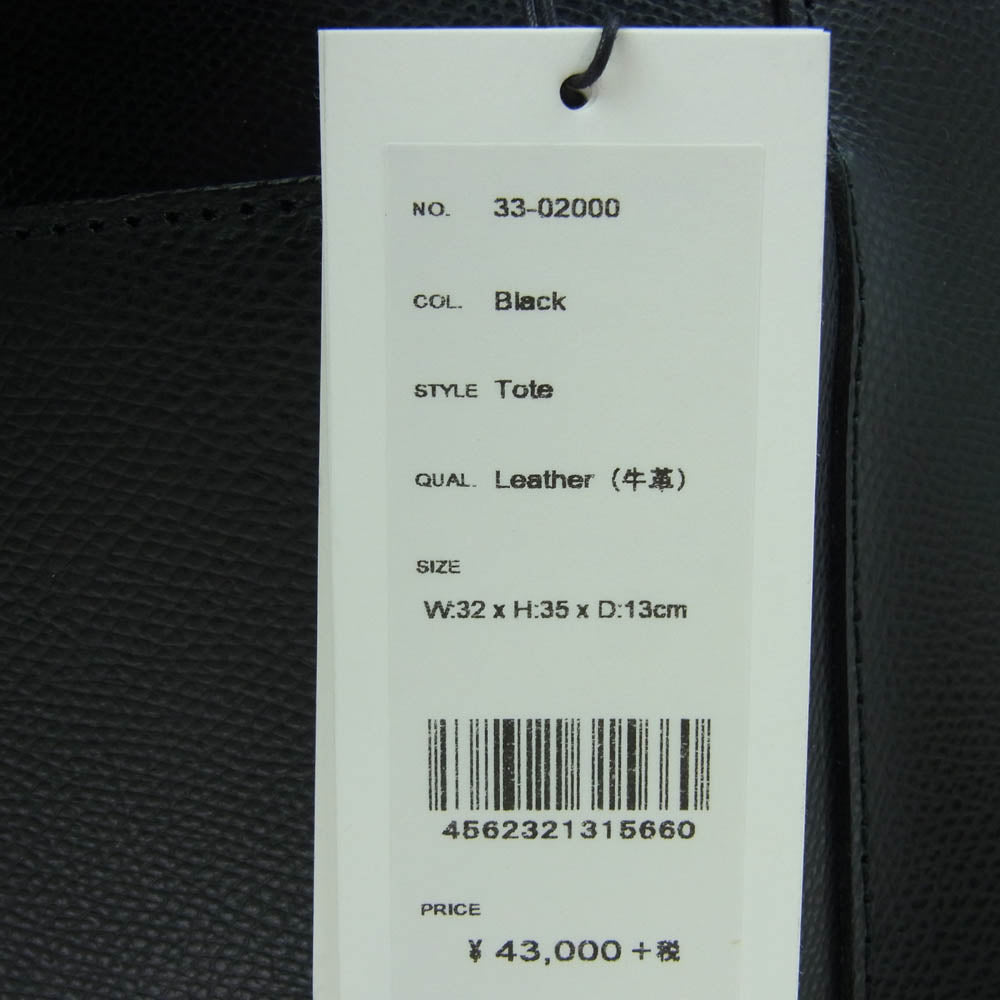 NO. 33-02000
COL. Black
STYLE Tote
QUAL. Leather (牛革)
SIZE
W:32 x H:35 x D:13cm
4562321315660
PRICE
¥ 43,000 +税